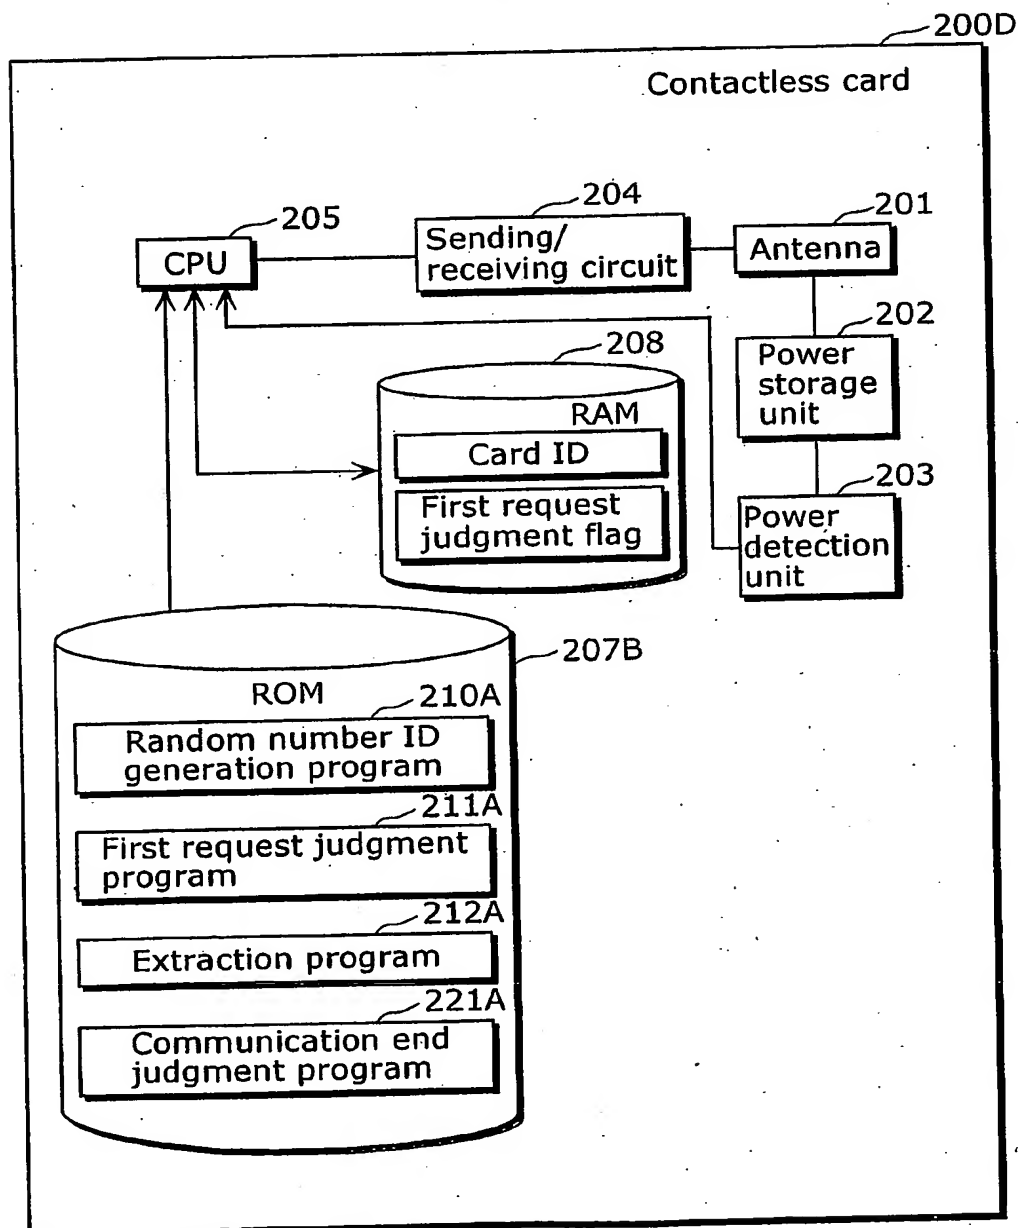 200D
Contactless card
205
CPU
204
Sending/
receiving circuit
201
Antenna
202
Power
storage
unit
203
Power
detection
unit
208
RAM
Card ID
First request
judgment flag
207B
ROM
210A
Random number ID
generation program
211A
First request judgment
program
212A
Extraction program
221A
Communication end
judgment program